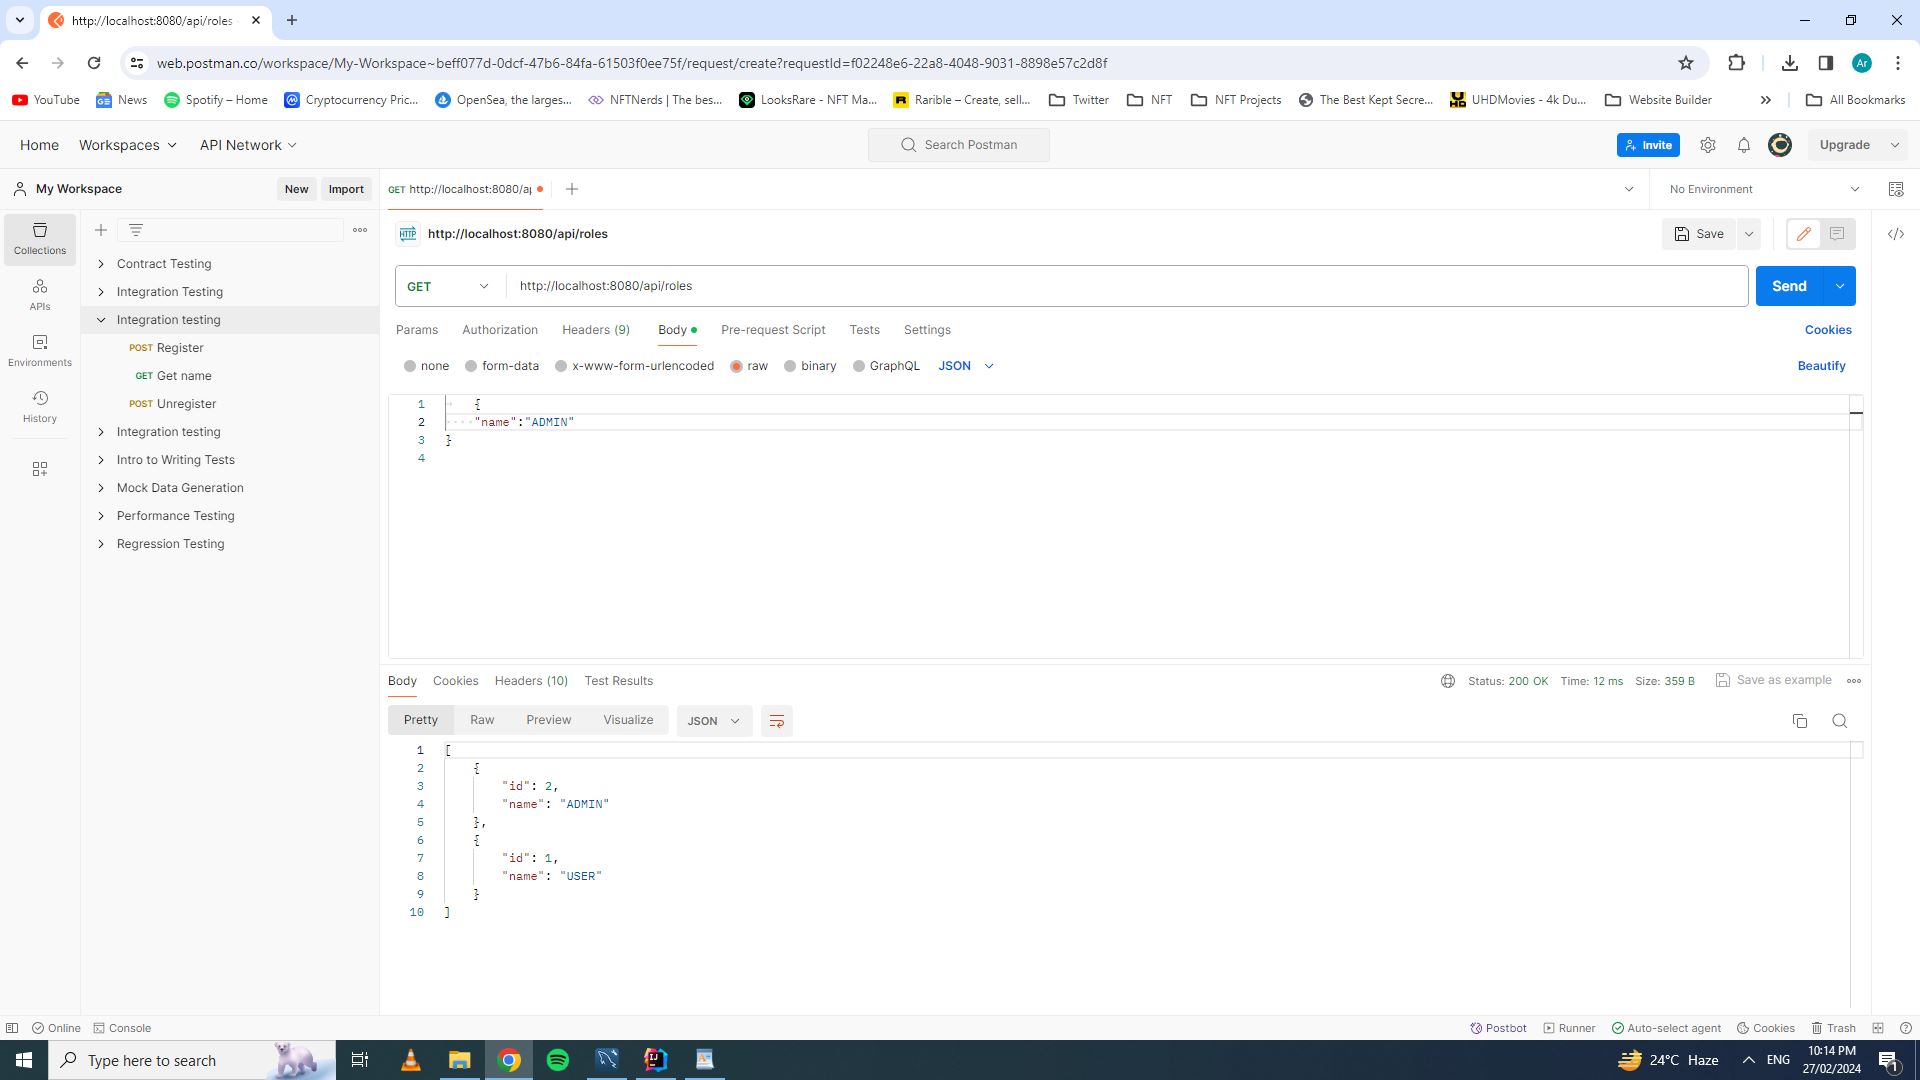 http://localhost:8080/api/roles
web.postman.co/workspace/My-Workspace~beff077d-0dcf-47b6-84fa-61503f0ee75f/request/create?requestId=f02248e6-22a8-4048-9031-8898e57c2d8f
Ar
YouTube News Spotify – Home Cryptocurrency Pric... OpenSea, the larges... NFTNerds | The bes... LooksRare - NFT Ma... Rarible – Create, sell... Twitter NFT NFT Projects The Best Kept Secre... UHDMovies - 4k Du... Website Builder » All Bookmarks
Home Workspaces API Network Search Postman Invite Upgrade
My Workspace New Import GET http://localhost:8080/a No Environment
Collections
APIs
Environments
History
Contract Testing
Integration Testing
Integration testing
POST Register
GET Get name
POST Unregister
Integration testing
Intro to Writing Tests
Mock Data Generation
Performance Testing
Regression Testing
HTTP http://localhost:8080/api/roles Save </>
GET http://localhost:8080/api/roles Send
Params Authorization Headers (9) Body Pre-request Script Tests Settings Cookies
none form-data x-www-form-urlencoded raw binary GraphQL JSON Beautify
1 {
2 "name":"ADMIN"
3 }
4
Body Cookies Headers (10) Test Results Status: 200 OK Time: 12 ms Size: 359 B Save as example
Pretty Raw Preview Visualize JSON
1 [
2 {
3 "id": 2,
4 "name": "ADMIN"
5 },
6 {
7 "id": 1,
8 "name": "USER"
9 }
10 ]
Online Console Postbot Runner Auto-select agent Cookies Trash
Type here to search 24°C Haze ENG 10:14 PM
27/02/2024 1